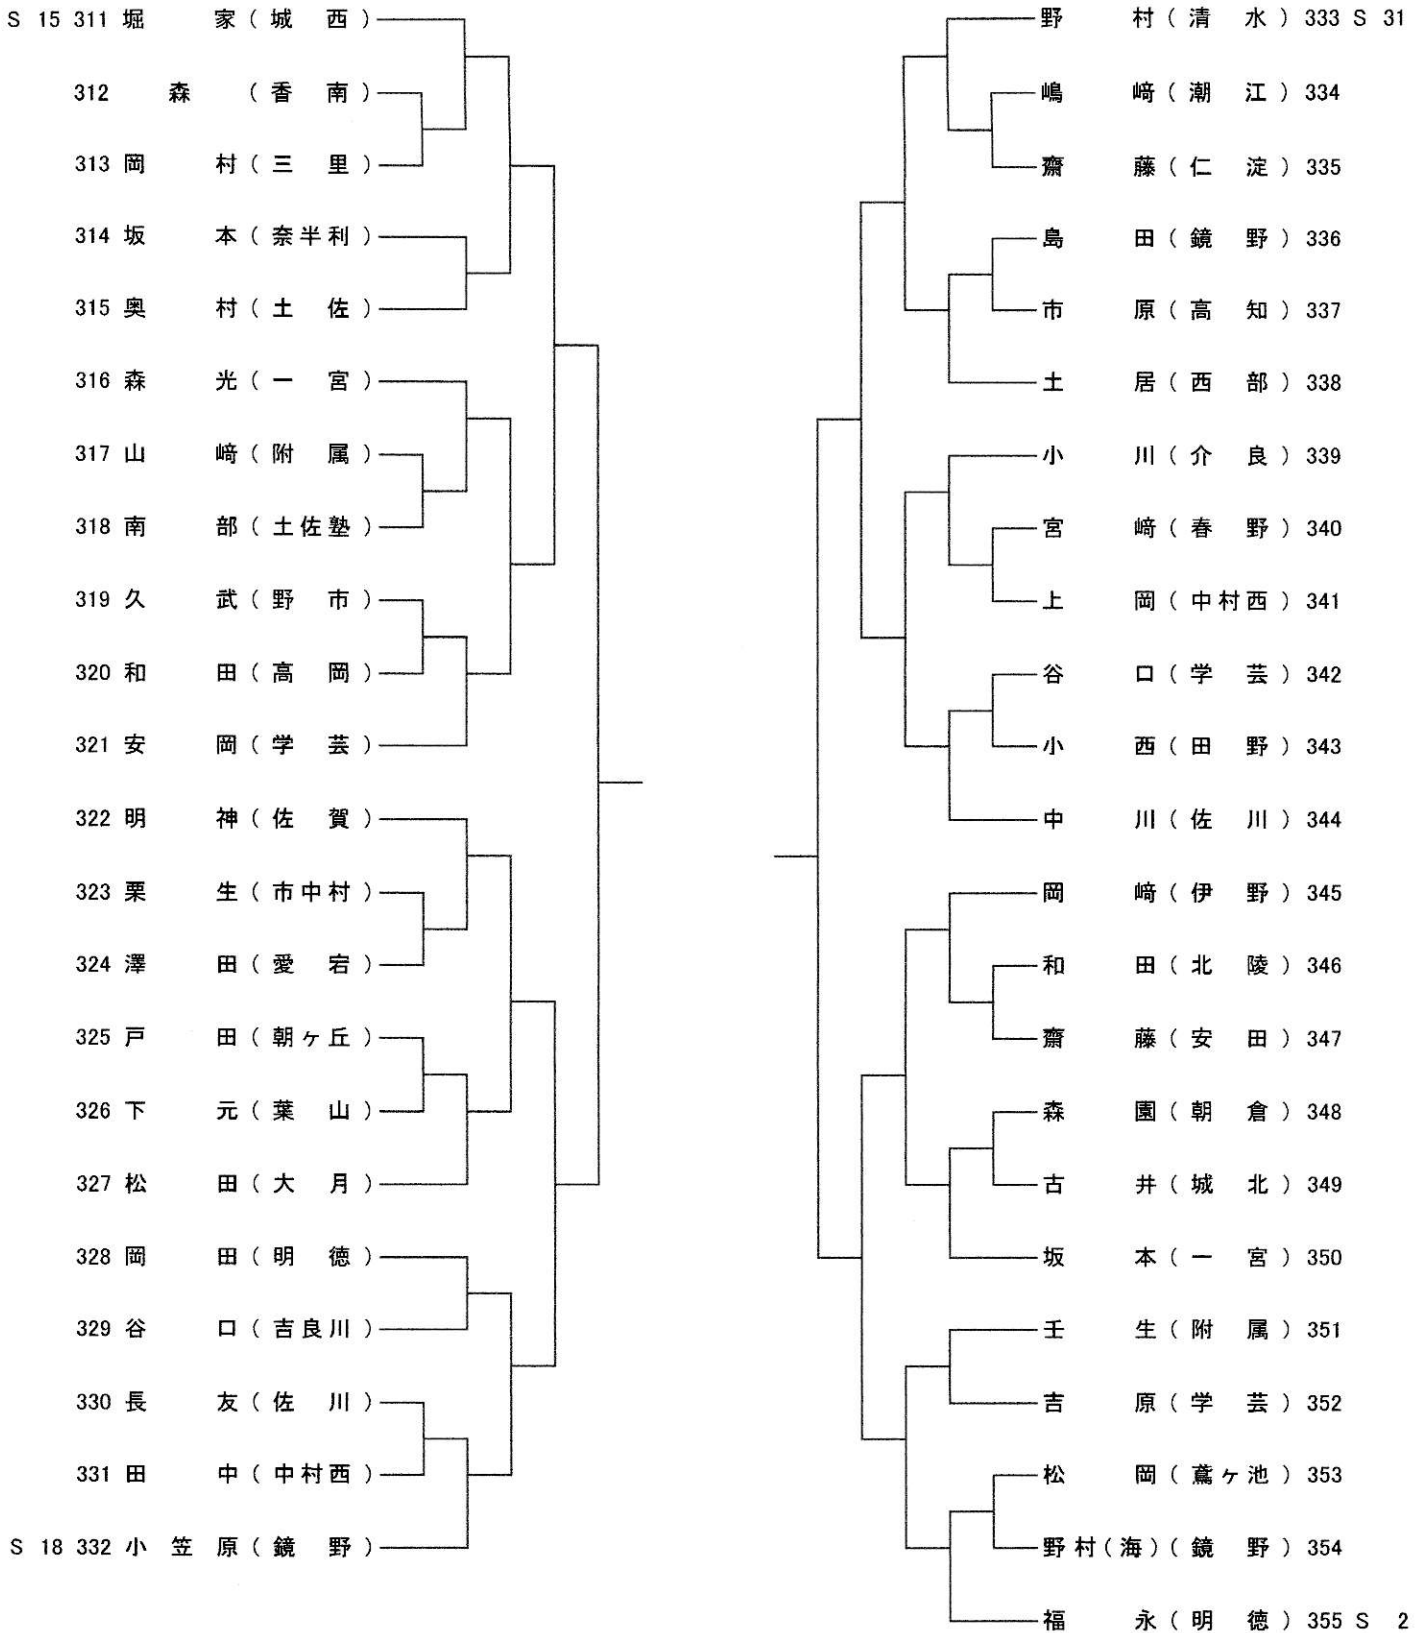 S 15 311 堀 家 ( 城 西 )
312 森 ( 香 南 )
313 岡 村 ( 三 里 )
314 坂 本 ( 奈半利 )
315 奥 村 ( 土 佐 )
316 森 光 ( 一 宮 )
317 山 﨑 ( 附 属 )
318 南 部 ( 土佐塾 )
319 久 武 ( 野 市 )
320 和 田 ( 高 岡 )
321 安 岡 ( 学 芸 )
322 明 神 ( 佐 賀 )
323 栗 生 ( 市中村 )
324 澤 田 ( 愛 宕 )
325 戸 田 ( 朝ヶ丘 )
326 下 元 ( 葉 山 )
327 松 田 ( 大 月 )
328 岡 田 ( 明 徳 )
329 谷 口 ( 吉良川 )
330 長 友 ( 佐 川 )
331 田 中 ( 中村西 )
S 18 332 小 笠 原 ( 鏡 野 )
野 村 ( 清 水 ) 333 S 31
嶋 﨑 ( 潮 江 ) 334
齋 藤 ( 仁 淀 ) 335
島 田 ( 鏡 野 ) 336
市 原 ( 高 知 ) 337
土 居 ( 西 部 ) 338
小 川 ( 介 良 ) 339
宮 﨑 ( 春 野 ) 340
上 岡 ( 中村西 ) 341
谷 口 ( 学 芸 ) 342
小 西 ( 田 野 ) 343
中 川 ( 佐 川 ) 344
岡 﨑 ( 伊 野 ) 345
和 田 ( 北 陵 ) 346
齋 藤 ( 安 田 ) 347
森 園 ( 朝 倉 ) 348
古 井 ( 城 北 ) 349
坂 本 ( 一 宮 ) 350
壬 生 ( 附 属 ) 351
吉 原 ( 学 芸 ) 352
松 岡 ( 鳶ヶ池 ) 353
野村(海) ( 鏡 野 ) 354
福 永 ( 明 徳 ) 355 S 2